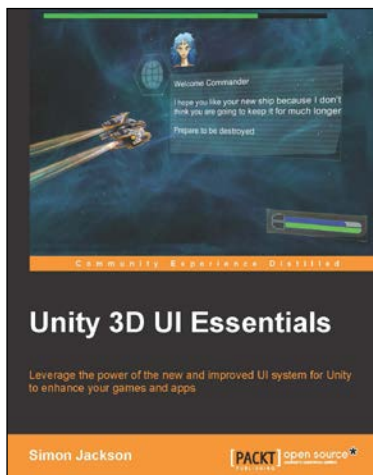 Welcome Commander
I hope you like your new ship because I don't
think you are going to keep it for much longer
Prepare to be destroyed
Community Experience Distilled
Unity 3D UI Essentials
Leverage the power of the new and improved UI system for Unity
to enhance your games and apps
Simon Jackson
[PACKT] open source*
PUBLISHING